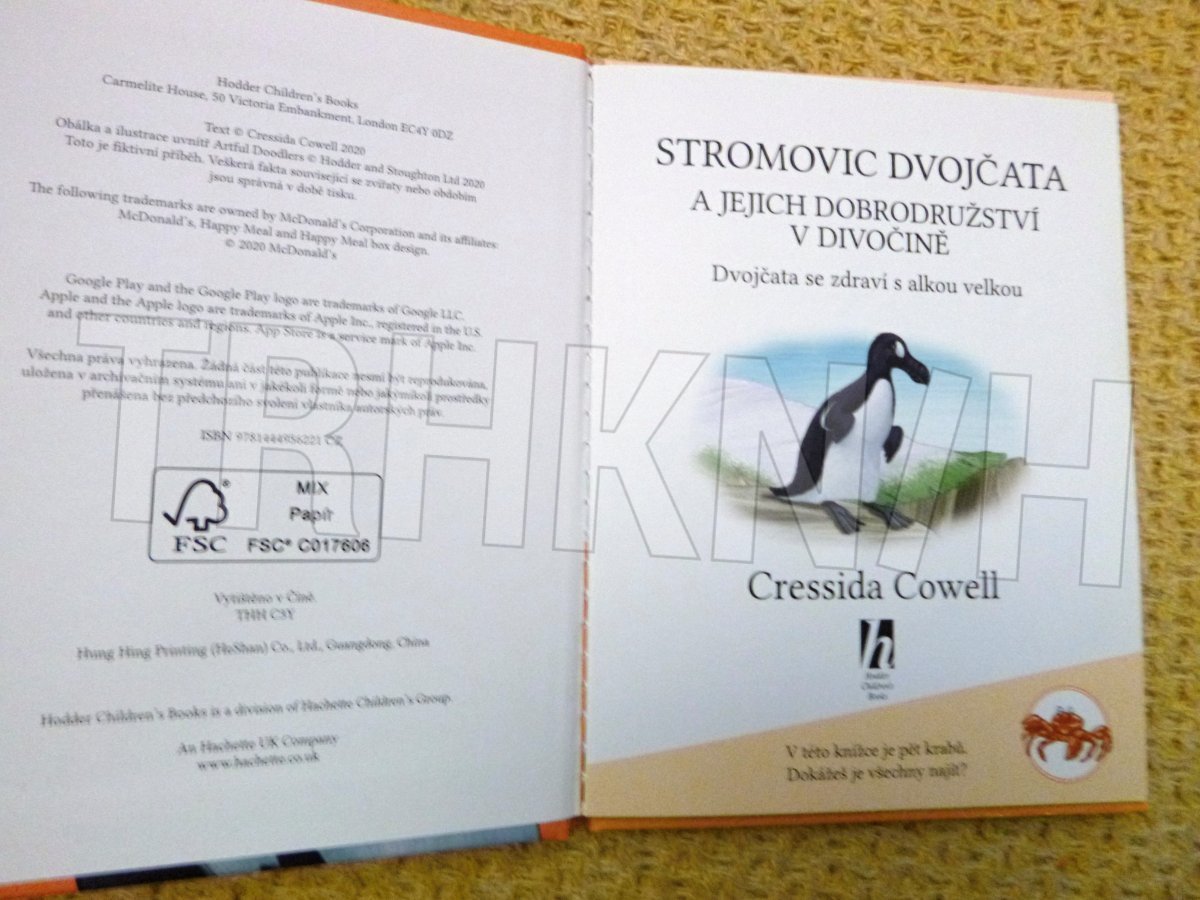 Hodder Children's Books
Carmelite House, 50 Victoria Embankment, London EC4Y 0DZ
Text © Cressida Cowell 2020
Obálka a ilustrace uvnitř Artful Doodlers © Hodder and Stoughton Ltd 2020
Toto je fiktivní příběh. Veškerá fakta související se zvířaty nebo obdobím
jsou správná v době tisku.
The following trademarks are owned by McDonald's Corporation and its affiliates:
McDonald's, Happy Meal and Happy Meal box design.
© 2020 McDonald's
Google Play and the Google Play logo are trademarks of Google LLC.
Apple and the Apple logo are trademarks of Apple Inc., registered in the U.S.
and other countries and regions. App Store is a service mark of Apple Inc.
Všechna práva vyhrazena. Žádná část této publikace nesmí být reprodukována,
uložena v archivačním systému ani v jakékoli formě nebo jakýmikoli prostředky
přenášena bez předchozího svolení vlastníka autorských práv.
ISBN 9781444956221 CZ
® MIX
Papír
FSC FSC® C017606
Vytištěno v Číně.
THH CSY
Hung Hing Printing (HeShan) Co., Ltd., Guangdong, China
Hodder Children's Books is a division of Hachette Children's Group.
An Hachette UK Company
www.hachette.co.uk
STROMOVIC DVOJČATA
A JEJICH DOBRODRUŽSTVÍ
V DIVOČINĚ
Dvojčata se zdraví s alkou velkou
Cressida Cowell
h
Hodder
Children's
Books
V této knížce je pět krabů.
Dokážeš je všechny najít?
TRHKNIH